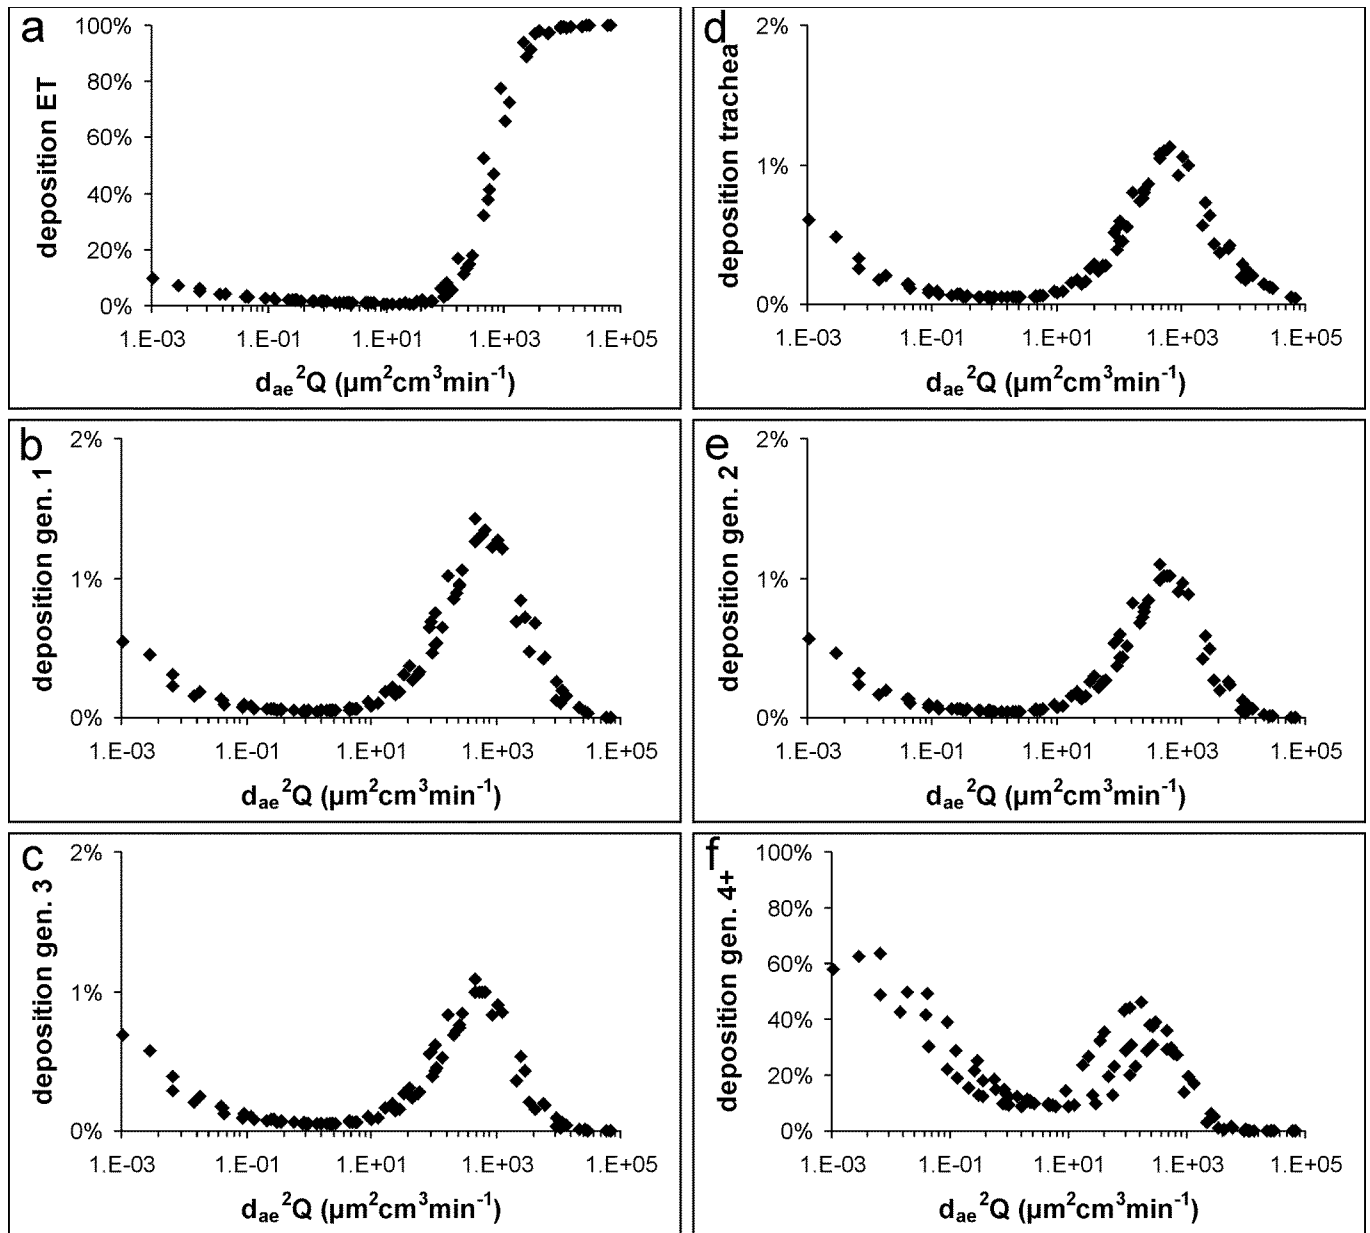 a
deposition ET
100%
80%
60%
40%
20%
0%
1.E-03 1.E-01 1.E+01 1.E+03 1.E+05
dae²Q (µm²cm³min⁻¹)
d
deposition trachea
2%
1%
0%
1.E-03 1.E-01 1.E+01 1.E+03 1.E+05
dae²Q (µm²cm³min⁻¹)
b
deposition gen. 1
2%
1%
0%
1.E-03 1.E-01 1.E+01 1.E+03 1.E+05
dae²Q (µm²cm³min⁻¹)
e
deposition gen. 2
2%
1%
0%
1.E-03 1.E-01 1.E+01 1.E+03 1.E+05
dae²Q (µm²cm³min⁻¹)
c
deposition gen. 3
2%
1%
0%
1.E-03 1.E-01 1.E+01 1.E+03 1.E+05
dae²Q (µm²cm³min⁻¹)
f
deposition gen. 4+
100%
80%
60%
40%
20%
0%
1.E-03 1.E-01 1.E+01 1.E+03 1.E+05
dae²Q (µm²cm³min⁻¹)